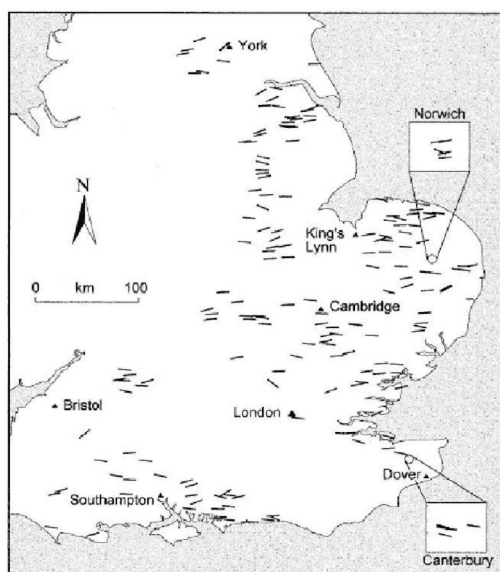 York
Norwich
N
King's
Lynn
km
0 100
Cambridge
Bristol
London
Southampton
Dover
Canterbury